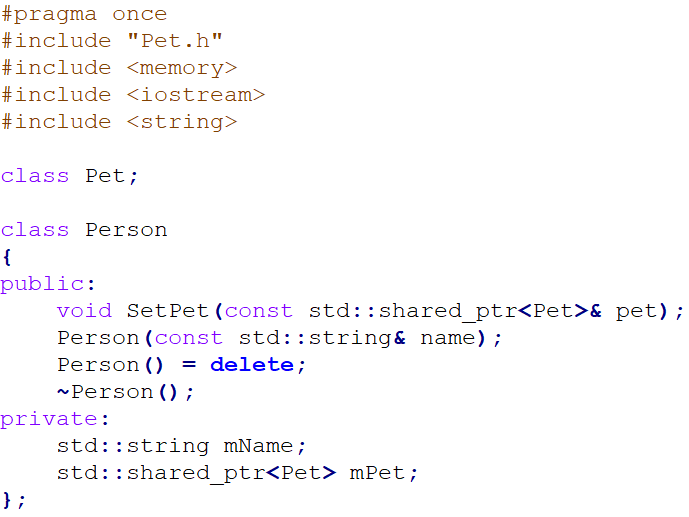 #pragma once
#include "Pet.h"
#include <memory>
#include <iostream>
#include <string>

class Pet;

class Person
{
public:
    void SetPet(const std::shared_ptr<Pet>& pet);
    Person(const std::string& name);
    Person() = delete;
    ~Person();
private:
    std::string mName;
    std::shared_ptr<Pet> mPet;
};